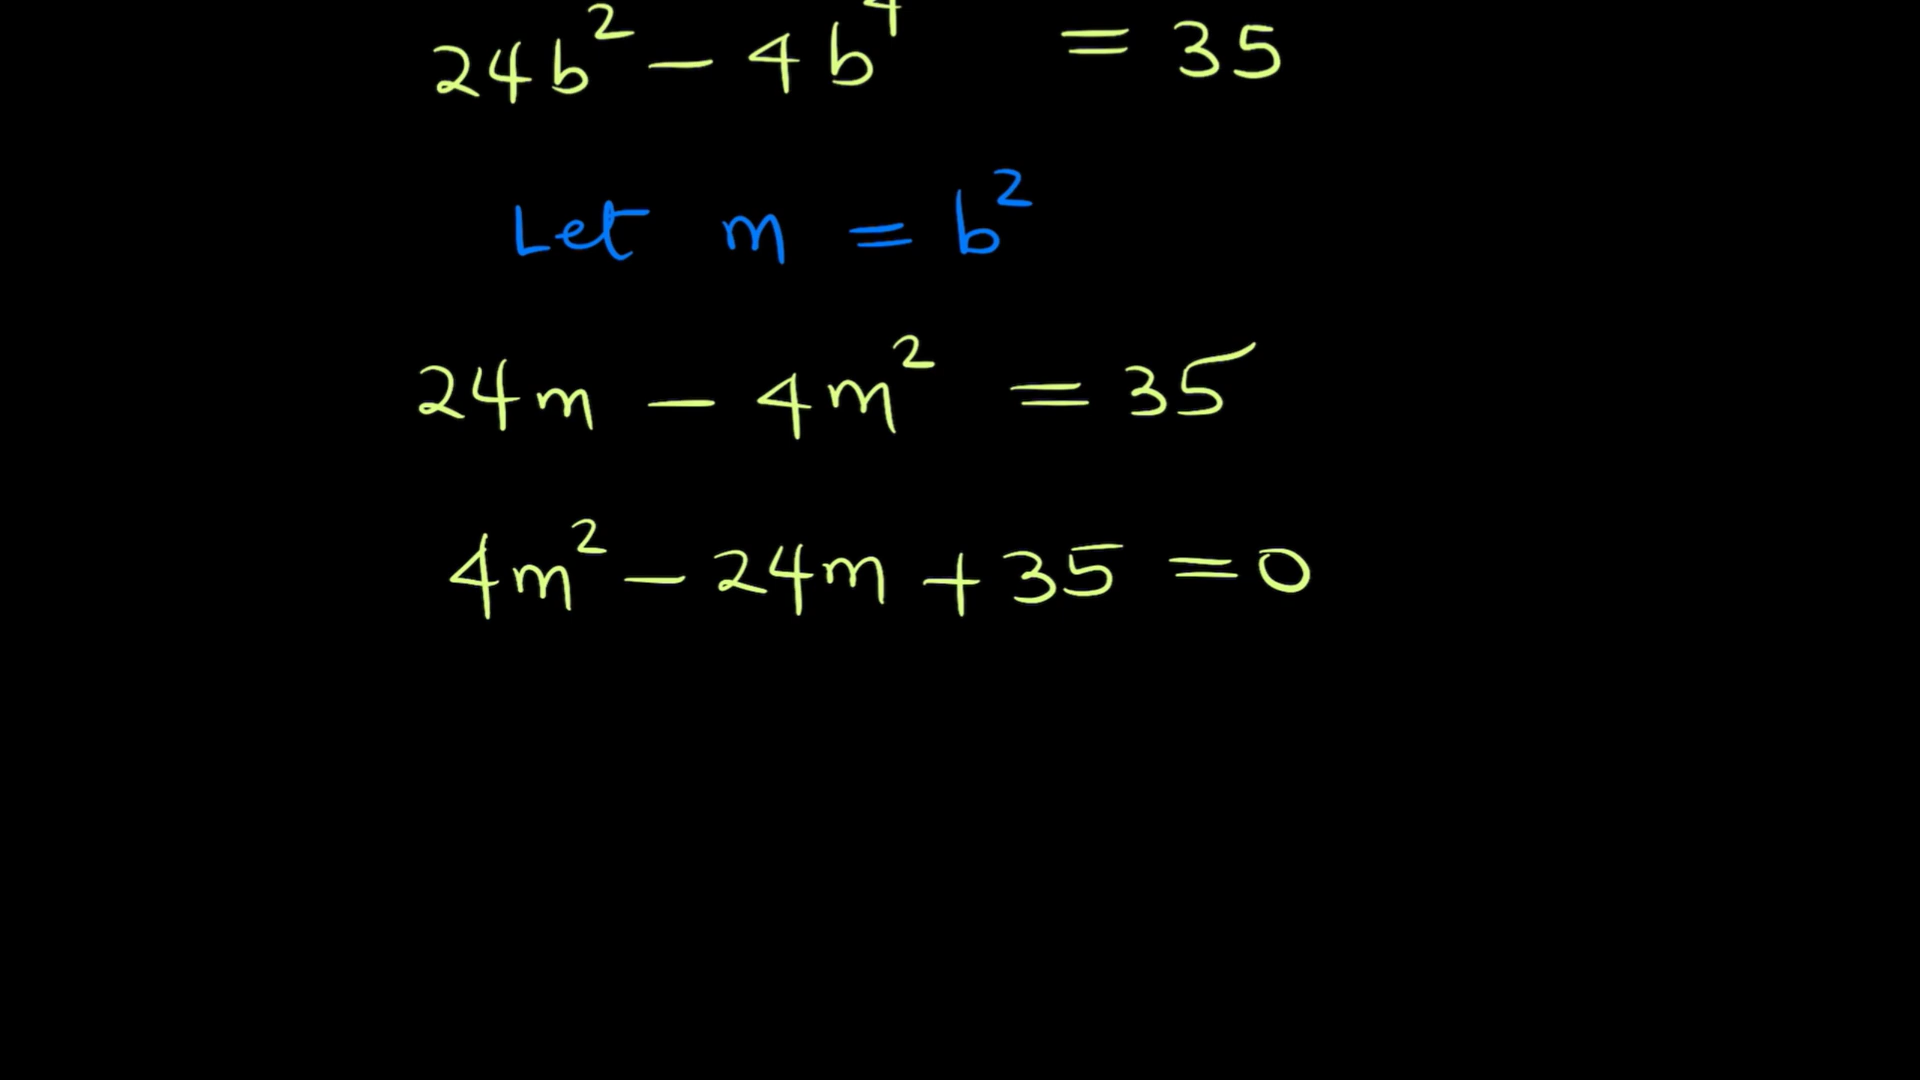 24b² − 4b⁴ = 35
Let m = b²
24m − 4m² = 35
4m² − 24m + 35 = 0